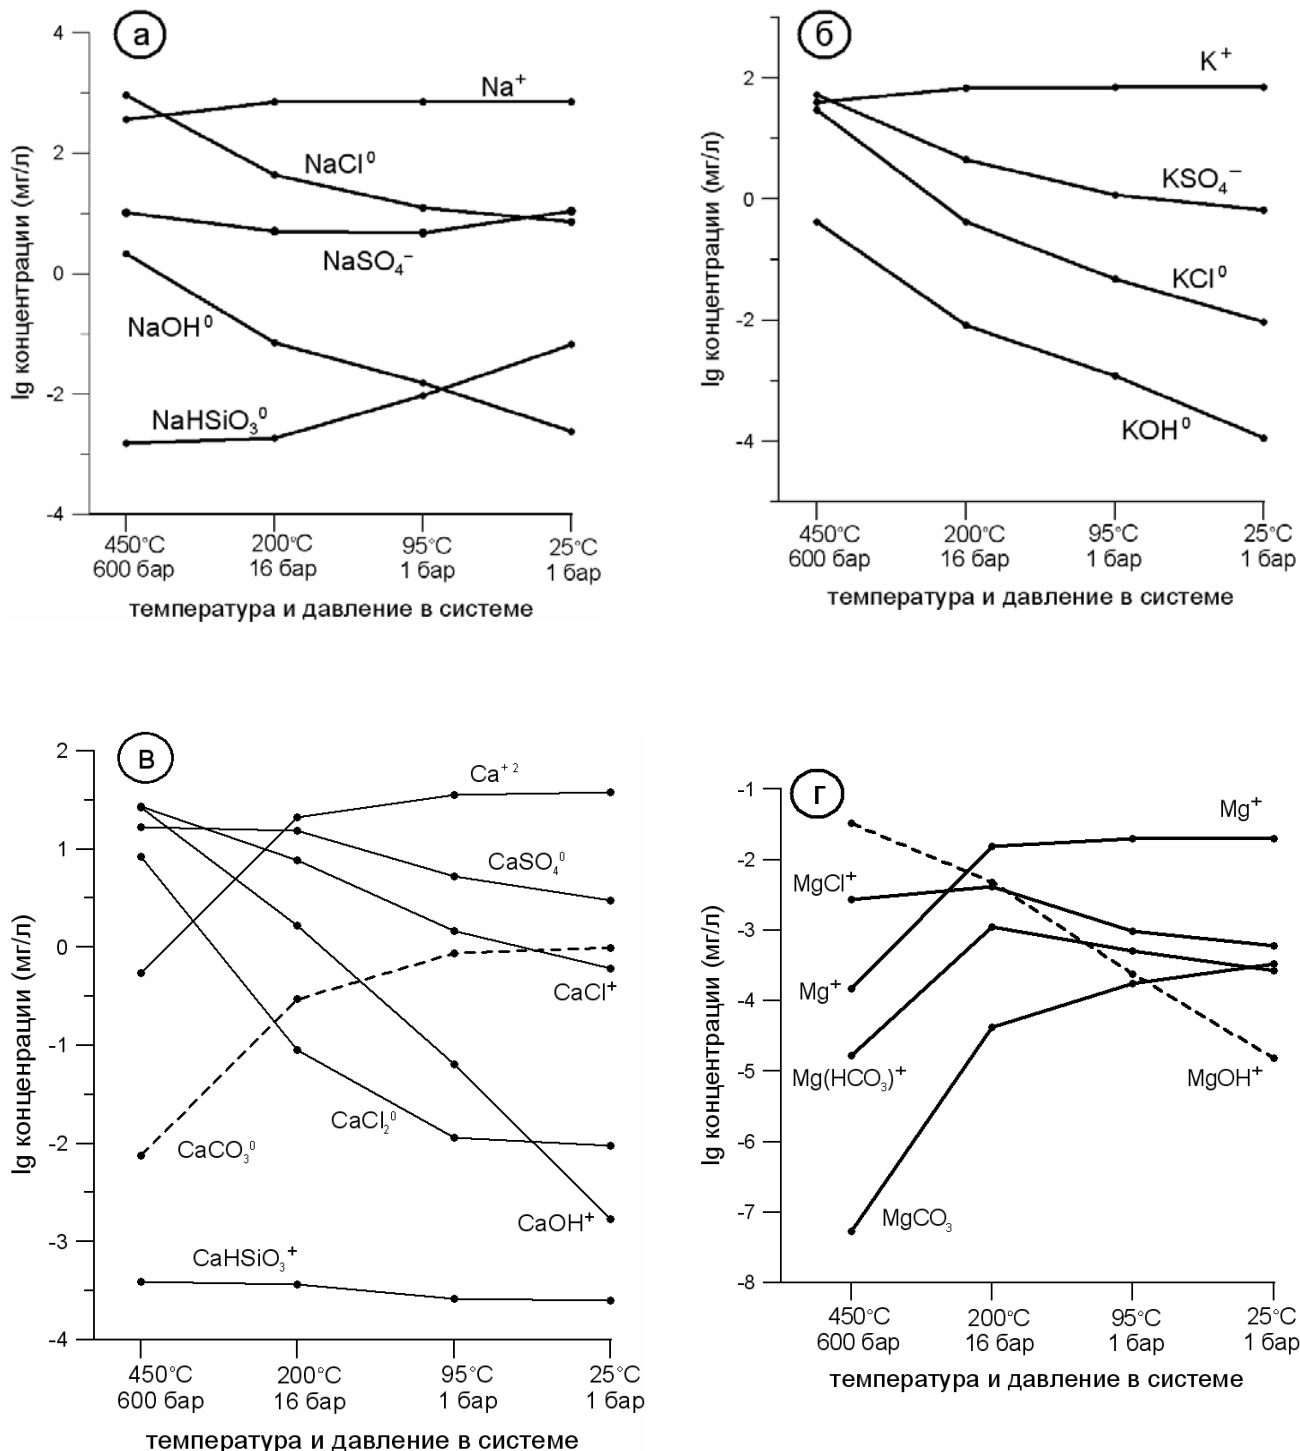 а
4
2
0
-2
-4
lg концентрации (мг/л)
Na⁺
NaCl⁰
NaSO₄⁻
NaOH⁰
NaHSiO₃⁰
450°C 200°C 95°C 25°C
600 бар 16 бар 1 бар 1 бар
температура и давление в системе
б
2
0
-2
-4
lg концентрации (мг/л)
K⁺
KSO₄⁻
KCl⁰
KOH⁰
450°C 200°C 95°C 25°C
600 бар 16 бар 1 бар 1 бар
температура и давление в системе
в
2
1
0
-1
-2
-3
-4
lg конценрации (мг/л)
Ca⁺²
CaSO₄⁰
CaCl⁺
CaCl₂⁰
CaCO₃⁰
CaOH⁺
CaHSiO₃⁺
450°C 200°C 95°C 25°C
600 бар 16 бар 1 бар 1 бар
температура и давление в системе
г
-1
-2
-3
-4
-5
-6
-7
-8
lg концентрации (мг/л)
Mg⁺
MgCl⁺
Mg⁺
Mg(HCO₃)⁺
MgOH⁺
MgCO₃
450°C 200°C 95°C 25°C
600 бар 16 бар 1 бар 1 бар
температура и давление в системе